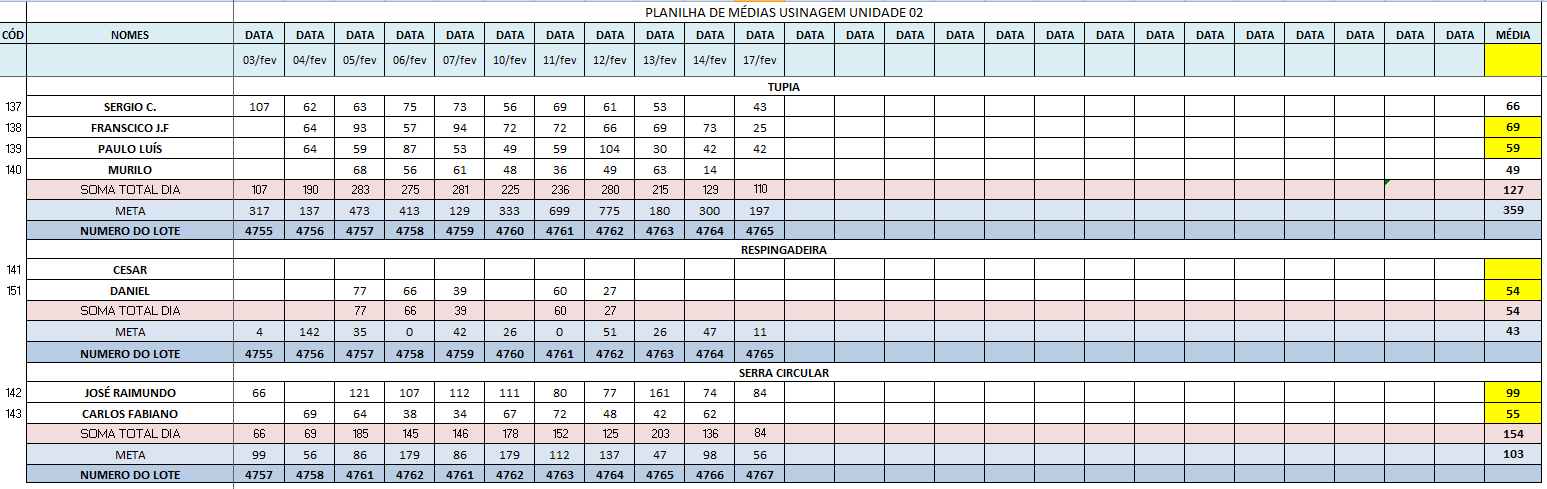 PLANILHA DE MÉDIAS USINAGEM UNIDADE 02
CÓD NOMES DATA DATA DATA DATA DATA DATA DATA DATA DATA DATA DATA DATA DATA DATA DATA DATA DATA DATA DATA DATA DATA DATA DATA DATA DATA MÉDIA
03/fev 04/fev 05/fev 06/fev 07/fev 10/fev 11/fev 12/fev 13/fev 14/fev 17/fev
TUPIA
137 SERGIO C. 107 62 63 75 73 56 69 61 53 43 66
138 FRANSCICO J.F 64 93 57 94 72 72 66 69 73 25 69
139 PAULO LUÍS 64 59 87 53 49 59 104 30 42 42 59
140 MURILO 68 56 61 48 36 49 63 14 49
SOMA TOTAL DIA 107 190 283 275 281 225 236 280 215 129 110 127
META 317 137 473 413 129 333 699 775 180 300 197 359
NUMERO DO LOTE 4755 4756 4757 4758 4759 4760 4761 4762 4763 4764 4765
RESPINGADEIRA
141 CESAR
151 DANIEL 77 66 39 60 27 54
SOMA TOTAL DIA 77 66 39 60 27 54
META 4 142 35 0 42 26 0 51 26 47 11 43
NUMERO DO LOTE 4755 4756 4757 4758 4759 4760 4761 4762 4763 4764 4765
SERRA CIRCULAR
142 JOSÉ RAIMUNDO 66 121 107 112 111 80 77 161 74 84 99
143 CARLOS FABIANO 69 64 38 34 67 72 48 42 62 55
SOMA TOTAL DIA 66 69 185 145 146 178 152 125 203 136 84 154
META 99 56 86 179 86 179 112 137 47 98 56 103
NUMERO DO LOTE 4757 4758 4761 4762 4761 4762 4763 4764 4765 4766 4767